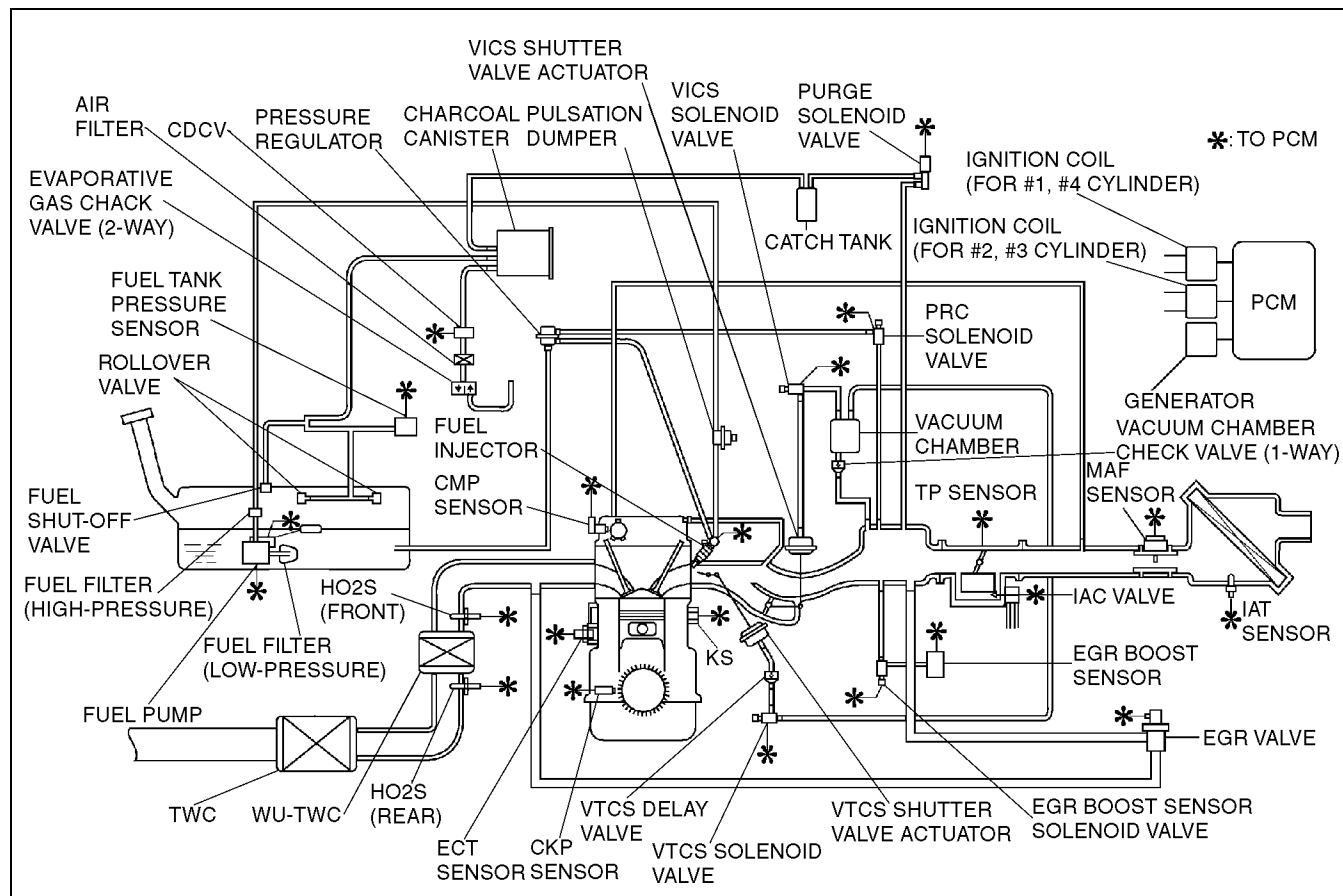 VICS SHUTTER
VALVE ACTUATOR
AIR
FILTER
CDCV
PRESSURE
REGULATOR
CHARCOAL
CANISTER
PULSATION
DUMPER
VICS
SOLENOID
VALVE
PURGE
SOLENOID
VALVE
*: TO PCM
IGNITION COIL
(FOR #1, #4 CYLINDER)
IGNITION COIL
(FOR #2, #3 CYLINDER)
EVAPORATIVE
GAS CHACK
VALVE (2-WAY)
CATCH TANK
FUEL TANK
PRESSURE
SENSOR
PCM
PRC
SOLENOID
VALVE
ROLLOVER
VALVE
GENERATOR
FUEL
INJECTOR
VACUUM
CHAMBER
VACUUM CHAMBER
CHECK VALVE (1-WAY)
CMP
SENSOR
TP SENSOR
MAF
SENSOR
FUEL
SHUT-OFF
VALVE
FUEL FILTER
(HIGH-PRESSURE)
HO2S
(FRONT)
IAC VALVE
IAT
SENSOR
FUEL FILTER
(LOW-PRESSURE)
KS
EGR BOOST
SENSOR
FUEL PUMP
EGR VALVE
TWC
WU-TWC
HO2S
(REAR)
ECT
SENSOR
CKP
SENSOR
VTCS DELAY
VALVE
VTCS SOLENOID
VALVE
VTCS SHUTTER
VALVE ACTUATOR
EGR BOOST SENSOR
SOLENOID VALVE